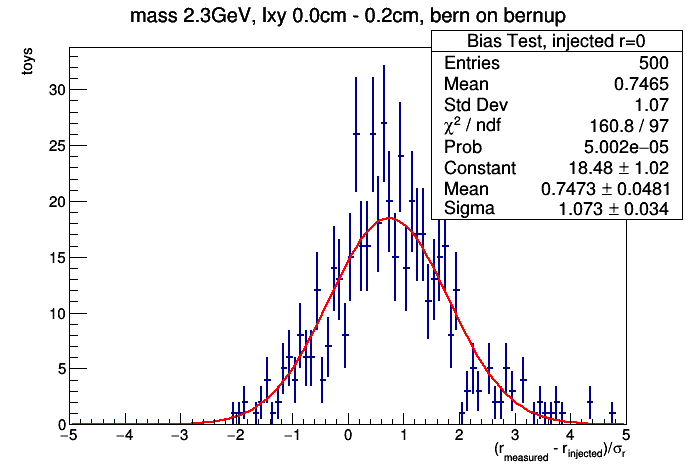 mass 2.3GeV, lxy 0.0cm - 0.2cm, bern on bernup
toys
Bias Test, injected r=0
Entries 500
Mean 0.7465
Std Dev 1.07
χ² / ndf 160.8 / 97
Prob 5.002e−05
Constant 18.48 ± 1.02
Mean 0.7473 ± 0.0481
Sigma 1.073 ± 0.034
30
25
20
15
10
5
0
−5 −4 −3 −2 −1 0 1 2 3 4 5
(r_measured - r_injected)/σ_r